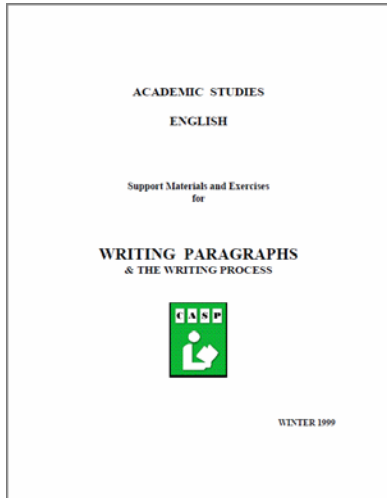 ACADEMIC STUDIES
ENGLISH
Support Materials and Exercises
for
WRITING PARAGRAPHS
& THE WRITING PROCESS
CASP
WINTER 1999